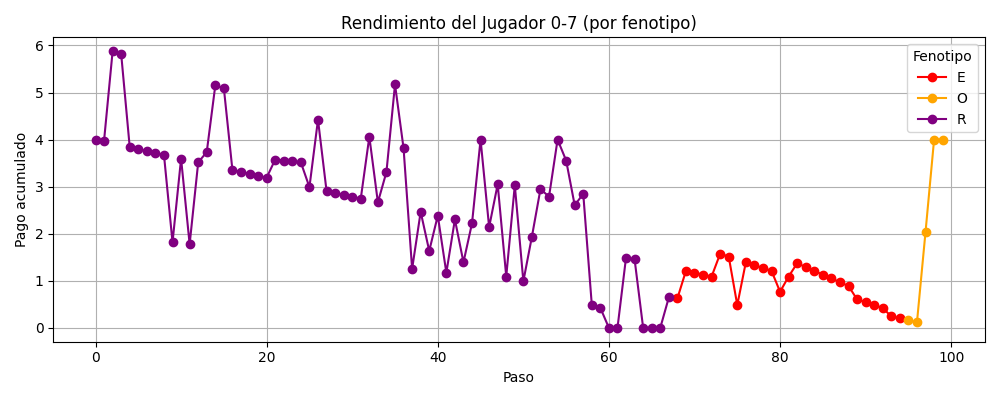 Rendimiento del Jugador 0-7 (por fenotipo)
Pago acumulado
6
5
4
3
2
1
0
Fenotipo
E
O
R
0
20
40
60
80
100
Paso